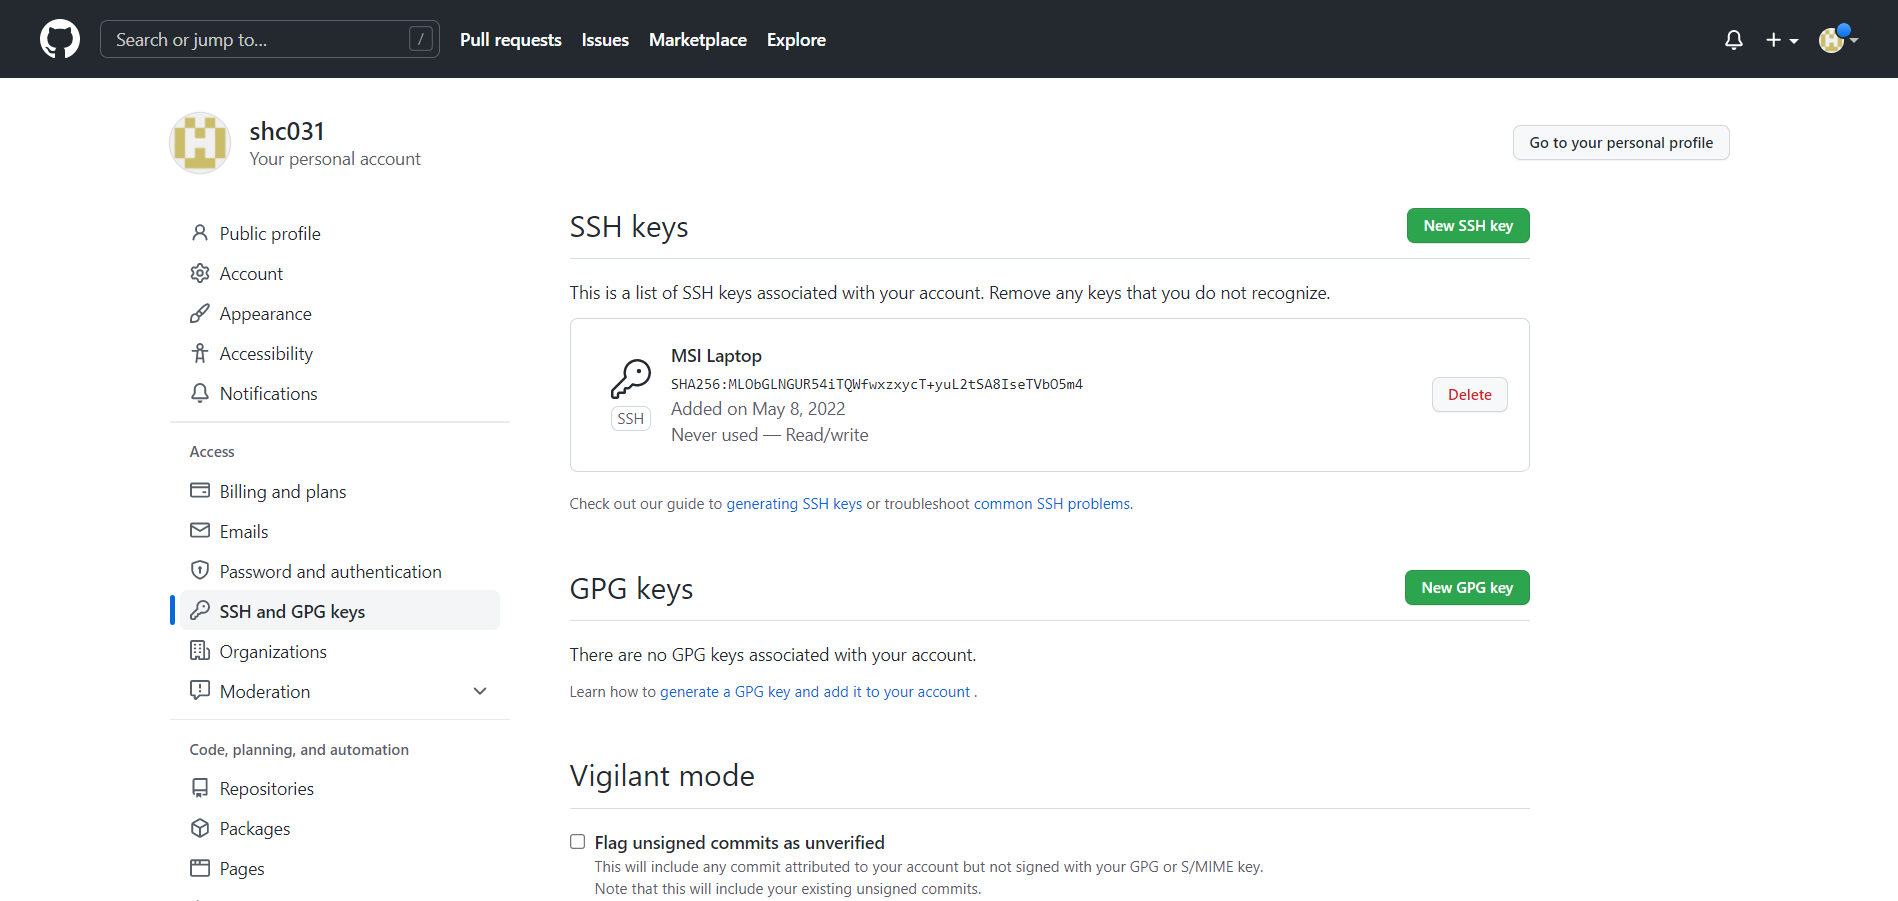 Search or jump to...
/
Pull requests
Issues
Marketplace
Explore
shc031
Your personal account
Go to your personal profile
Public profile
Account
Appearance
Accessibility
Notifications
Access
Billing and plans
Emails
Password and authentication
SSH and GPG keys
Organizations
Moderation
Code, planning, and automation
Repositories
Packages
Pages
SSH keys
New SSH key
This is a list of SSH keys associated with your account. Remove any keys that you do not recognize.
MSI Laptop
SHA256:MLObGLNGUR54iTQWfwxzxycT+yuL2tSA8IseTVbO5m4
Added on May 8, 2022
Never used — Read/write
SSH
Delete
Check out our guide to generating SSH keys or troubleshoot common SSH problems.
GPG keys
New GPG key
There are no GPG keys associated with your account.
Learn how to generate a GPG key and add it to your account .
Vigilant mode
Flag unsigned commits as unverified
This will include any commit attributed to your account but not signed with your GPG or S/MIME key.
Note that this will include your existing unsigned commits.